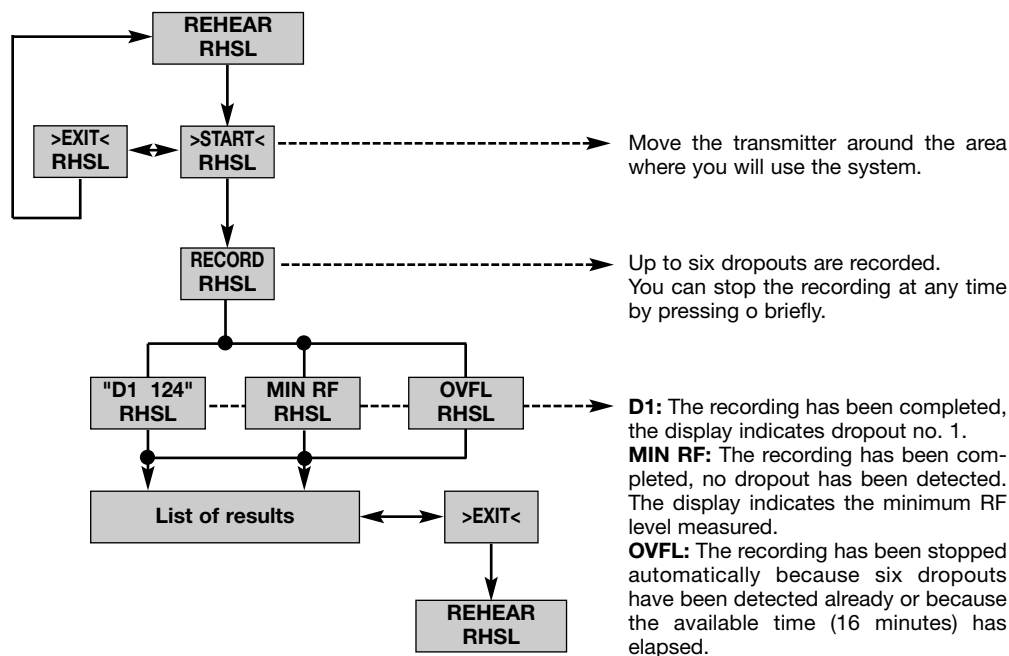 REHEAR
RHSL
>EXIT<
RHSL
>START<
RHSL
Move the transmitter around the area
where you will use the system.
RECORD
RHSL
Up to six dropouts are recorded.
You can stop the recording at any time
by pressing o briefly.
"D1 124"
RHSL
MIN RF
RHSL
OVFL
RHSL
D1: The recording has been completed,
the display indicates dropout no. 1.
MIN RF: The recording has been com-
pleted, no dropout has been detected.
The display indicates the minimum RF
level measured.
OVFL: The recording has been stopped
automatically because six dropouts
have been detected already or because
the available time (16 minutes) has
elapsed.
List of results
>EXIT<
REHEAR
RHSL